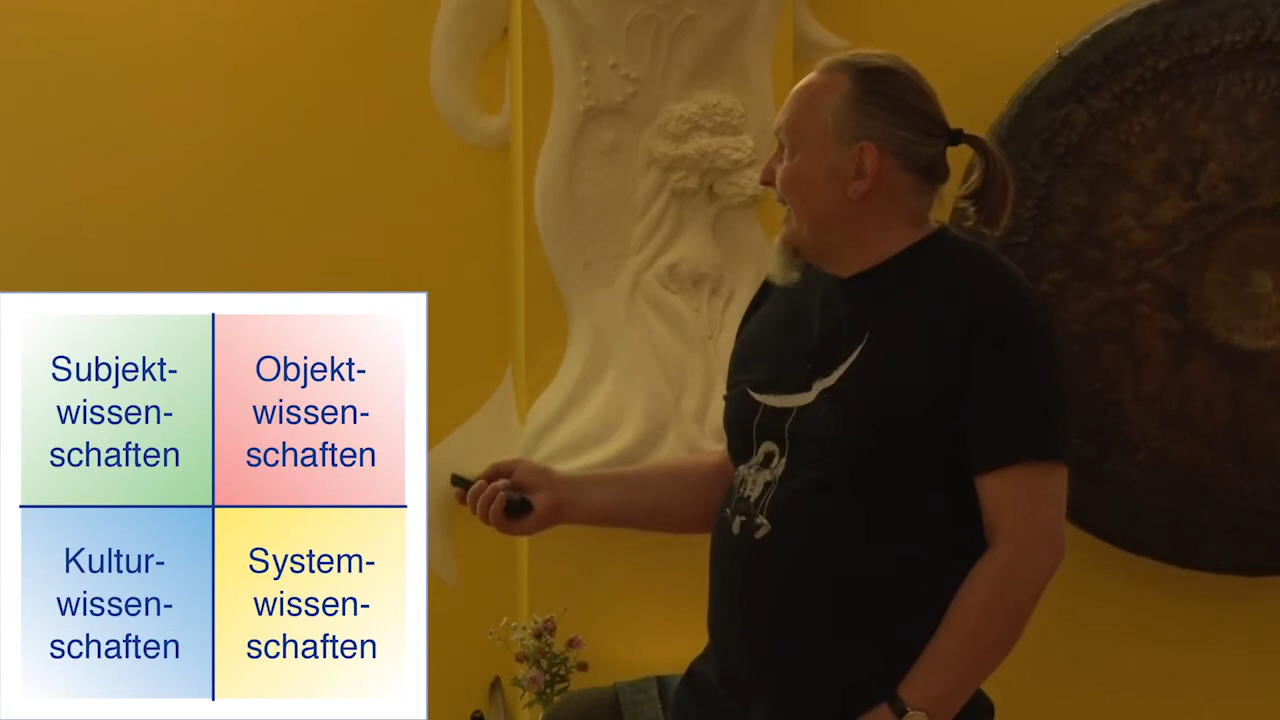 Subjekt-
wissen-
schaften
Objekt-
wissen-
schaften
Kultur-
wissen-
schaften
System-
wissen-
schaften